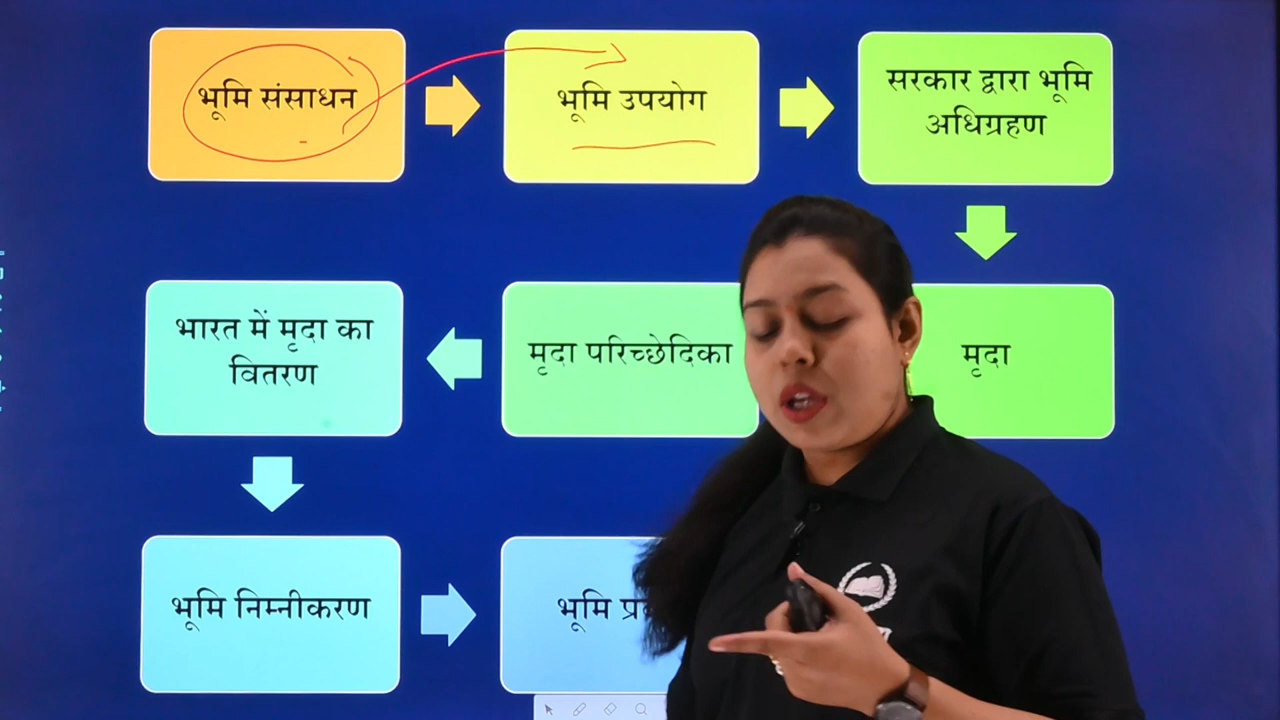 भूमि संसाधन
भूमि उपयोग
सरकार द्वारा भूमि
अधिग्रहण
मृदा
मृदा परिच्छेदिका
भारत में मृदा का
वितरण
भूमि निम्नीकरण
भूमि